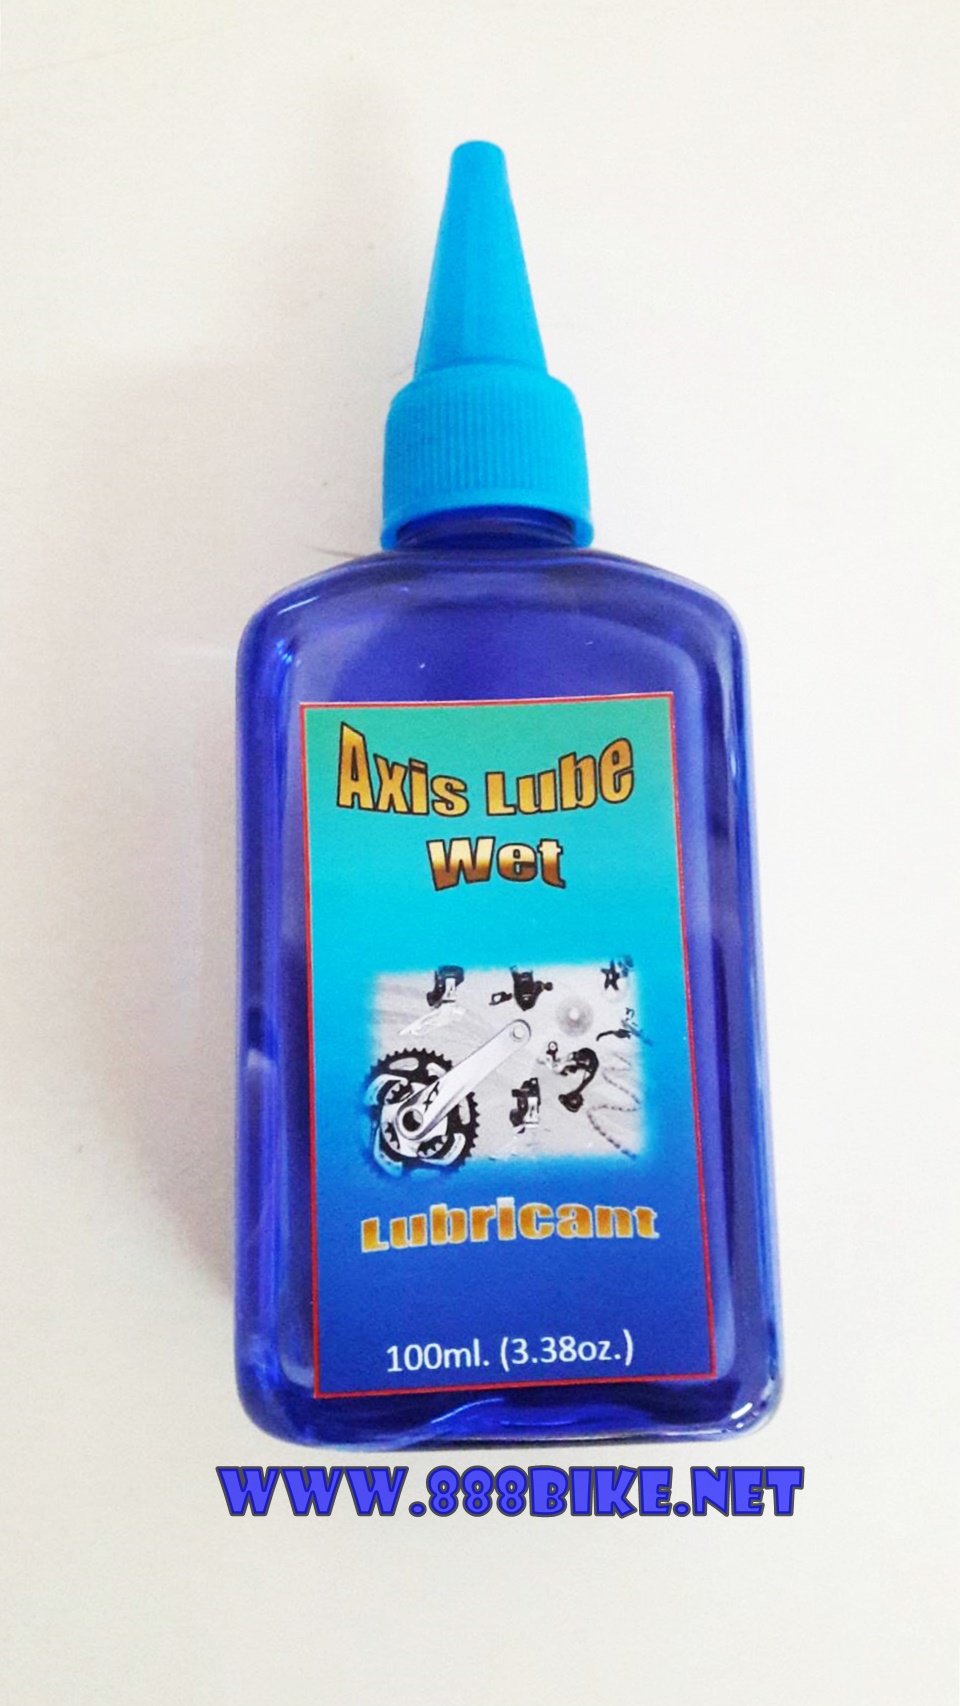 Axis Lube
Wet
Lubricant
100ml. (3.38oz.)
WWW.888BIKE.NET